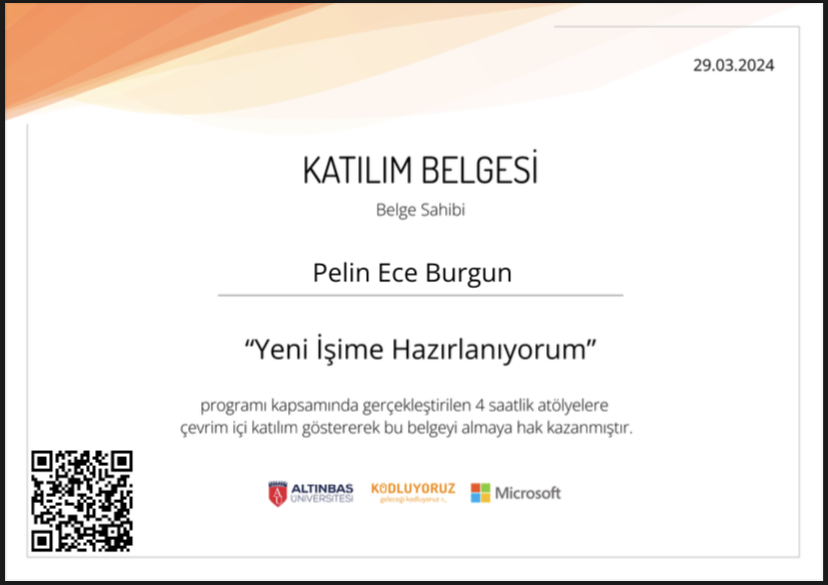 29.03.2024
KATILIM BELGESİ
Belge Sahibi
Pelin Ece Burgun
“Yeni İşime Hazırlanıyorum”
programı kapsamında gerçekleştirilen 4 saatlik atölyelere
çevrim içi katılım göstererek bu belgeyi almaya hak kazanmıştır.
ALTINBAS
ÜNİVERSİTESİ
KODLUYORUZ
geleceği kodluyoruz >_
Microsoft